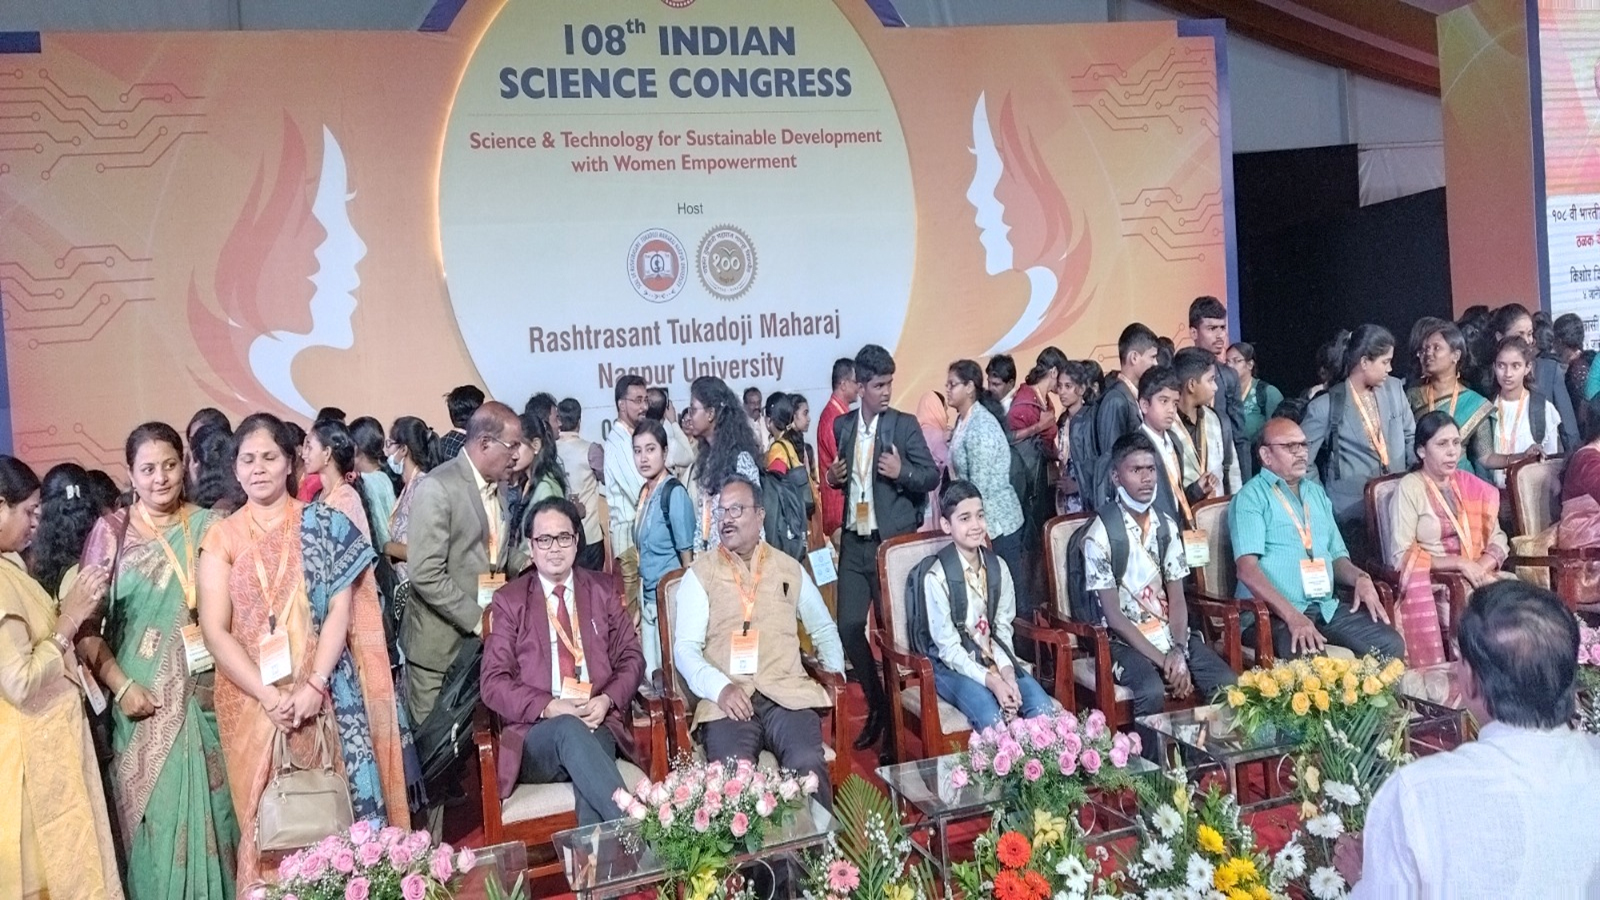 108th INDIAN
SCIENCE CONGRESS
Science & Technology for Sustainable Development
with Women Empowerment
Host
१००
Rashtrasant Tukadoji Maharaj
Nagpur University
१०८ वी
किशोर